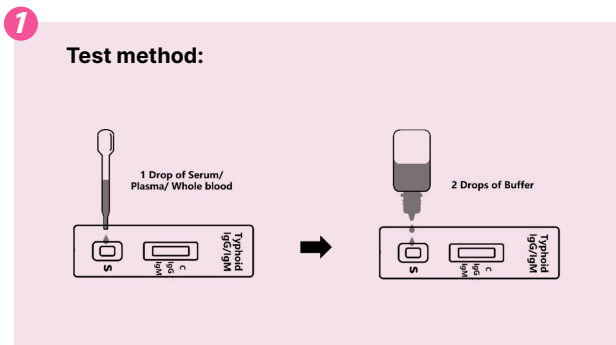 1
Test method:
1 Drop of Serum/
Plasma/ Whole blood
2 Drops of Buffer
S
C
IgG
IgM
Typhoid
IgG/IgM
S
C
IgG
IgM
Typhoid
IgG/IgM